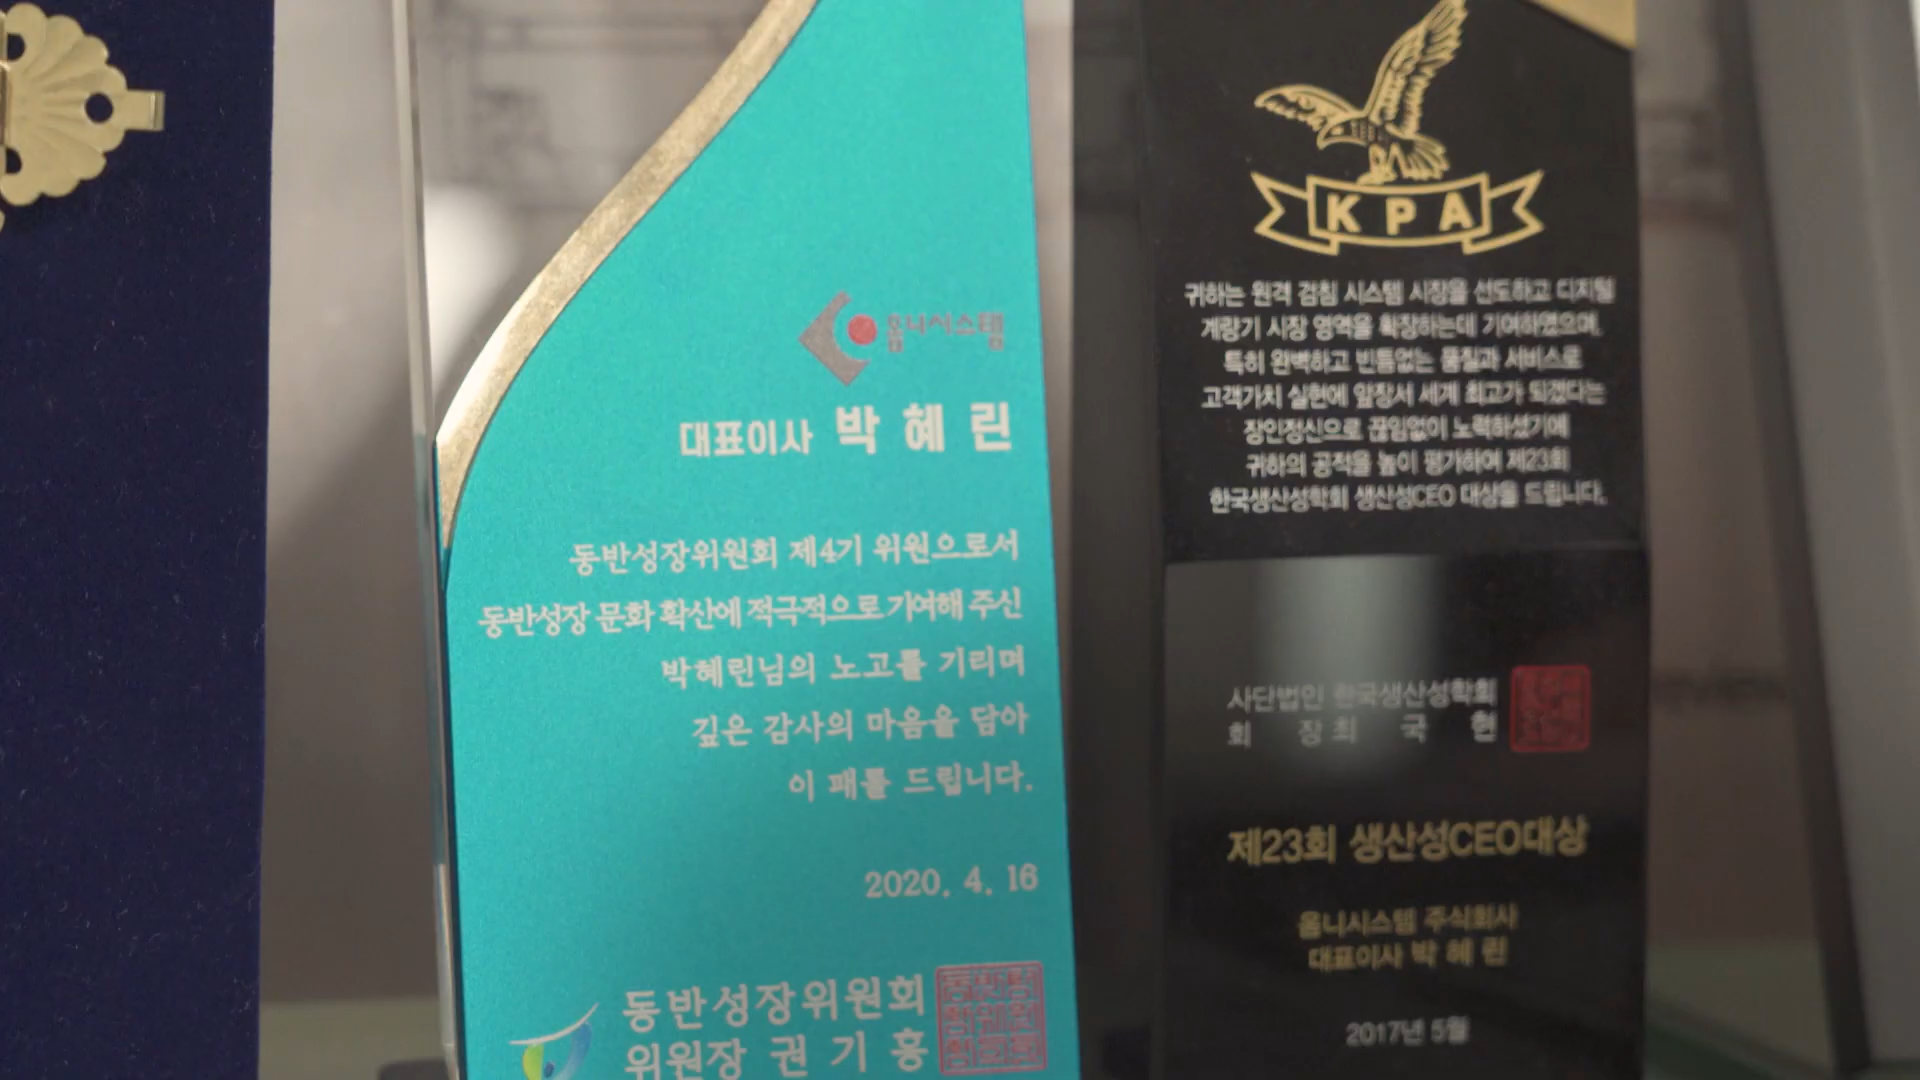 옴니시스템
대표이사 박 혜 린
동반성장위원회 제4기 위원으로서
동반성장 문화 확산에 적극적으로 기여해 주신
박혜린님의 노고를 기리며
깊은 감사의 마음을 담아
이 패를 드립니다.
2020. 4. 16
동반성장위원회
위원장 권 기 홍
KPA
귀하는 원격 검침 시스템 시장을 선도하고 디지털
계량기 시장 영역을 확장하는데 기여하였으며,
특히 완벽하고 빈틈없는 품질과 서비스로
고객가치 실현에 앞장서 세계 최고가 되겠다는
장인정신으로 끊임없이 노력하셨기에
귀하의 공적을 높이 평가하여 제23회
한국생산성학회 생산성CEO 대상을 드립니다.
사단법인 한국생산성학회
회 장 최 국 현
제23회 생산성CEO대상
옴니시스템 주식회사
대표이사 박 혜 린
2017년 5월